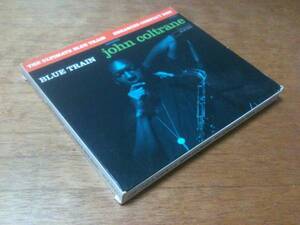 THE ULTIMATE BLUE TRAIN ENHANCED COMPACT DISC
john coltrane
BLUE TRAIN